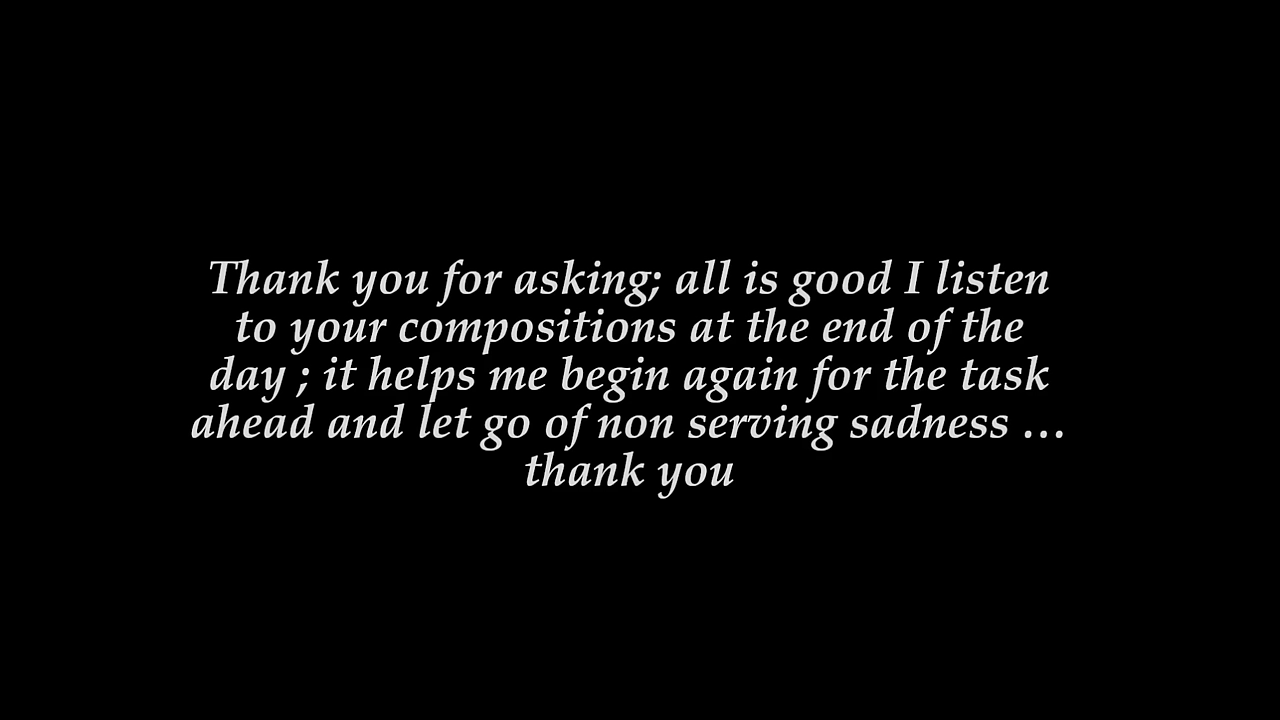 Thank you for asking; all is good I listen
to your compositions at the end of the
day ; it helps me begin again for the task
ahead and let go of non serving sadness ...
thank you